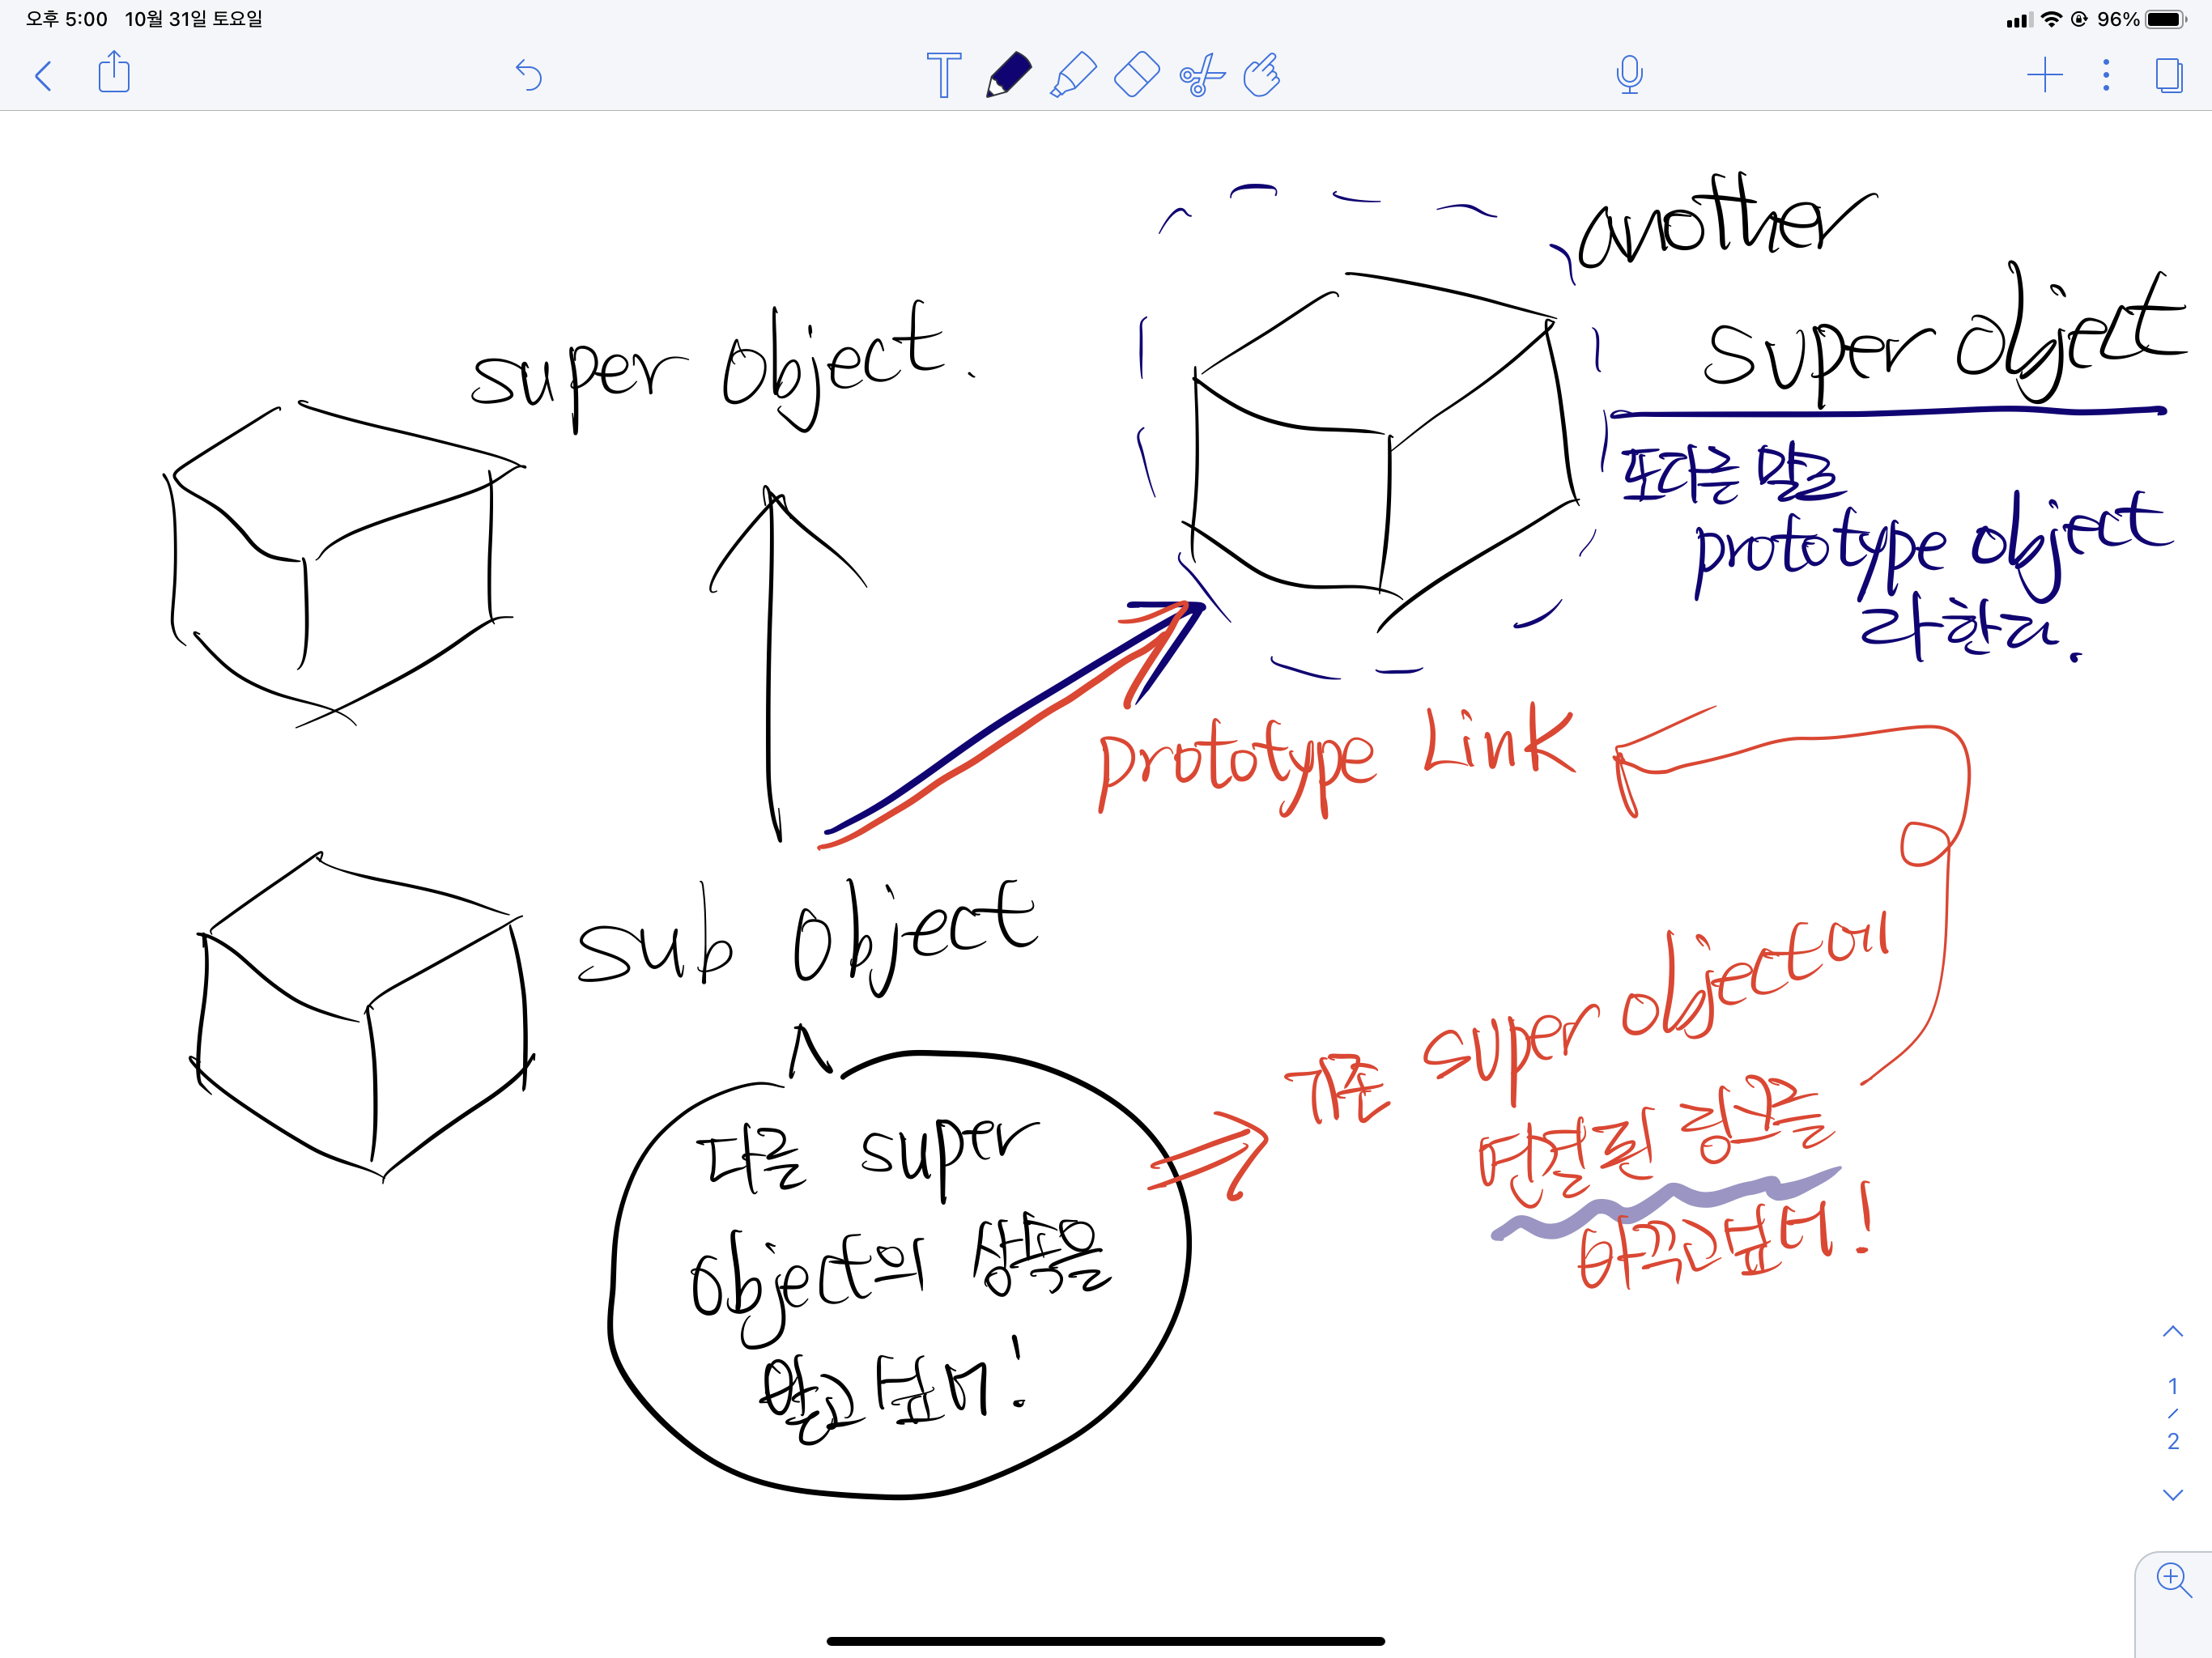 오후 5:00 10월 31일 토요일
96%
super object.
another
super object
또다른 말로
prototype object
라 한다.
prototype Link
sub object
다른 super
object의 상속을
받고 싶어!
기존 super object에
연결된 링크를
바꾸고 싶어!
1
2